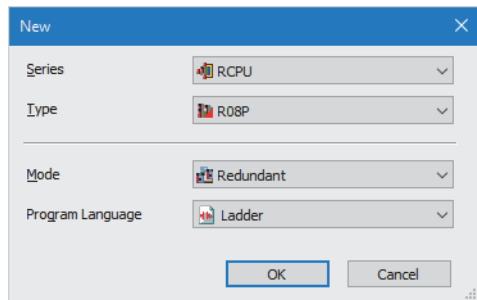 New
Series RCPU
Type R08P
Mode Redundant
Program Language Ladder
OK Cancel